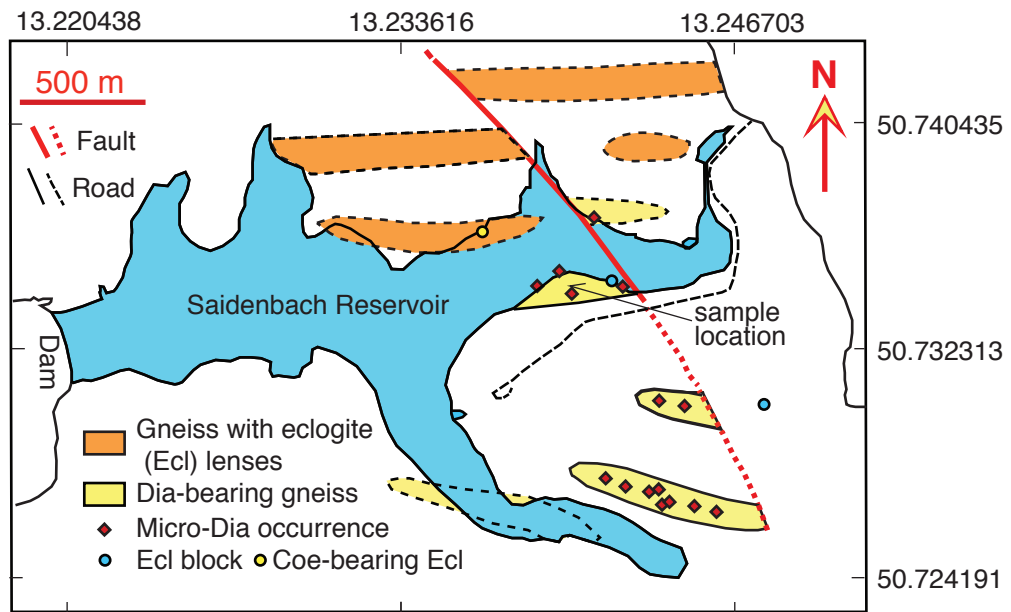 13.220438
13.233616
13.246703
500 m
N
50.740435
Fault
Road
Saidenbach Reservoir
sample
location
50.732313
Dam
Gneiss with eclogite
(Ecl) lenses
Dia-bearing gneiss
Micro-Dia occurrence
Ecl block
Coe-bearing Ecl
50.724191